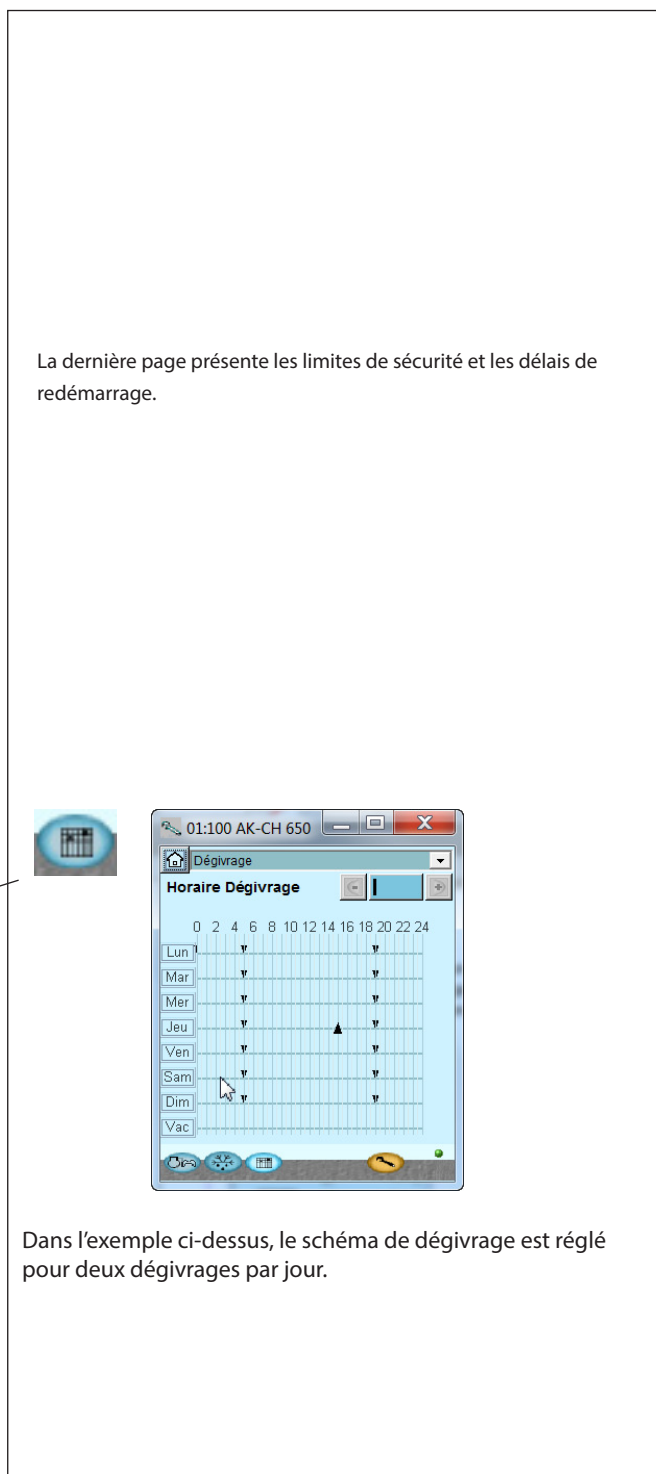 La dernière page présente les limites de sécurité et les délais de
redémarrage.
01:100 AK-CH 650
Dégivrage
Horaire Dégivrage
0 2 4 6 8 10 12 14 16 18 20 22 24
Lun
Mar
Mer
Jeu
Ven
Sam
Dim
Vac
Dans l’exemple ci-dessus, le schéma de dégivrage est réglé
pour deux dégivrages par jour.